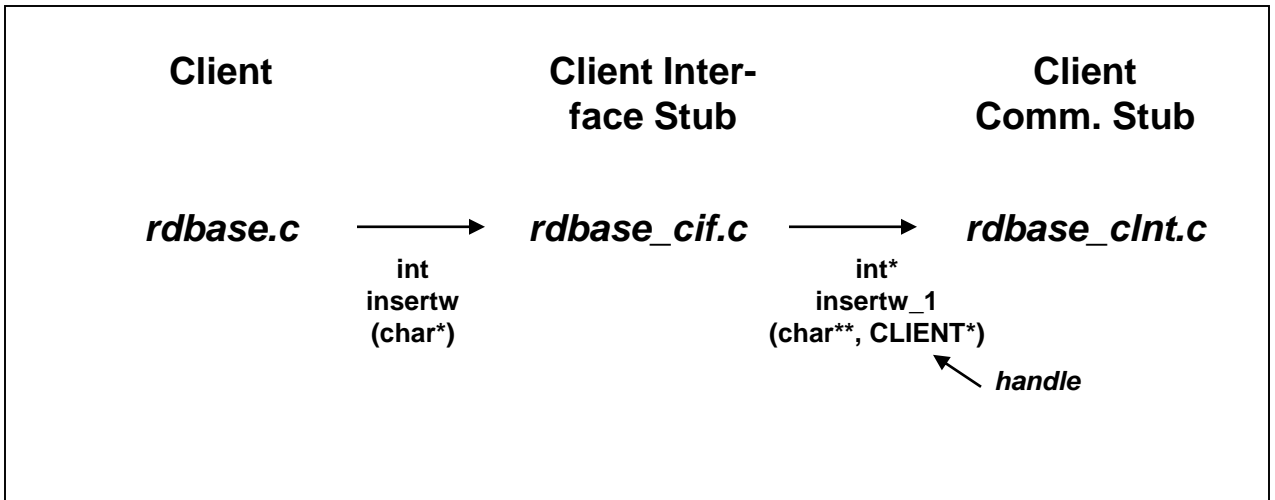 Client
Client Inter-
face Stub
Client
Comm. Stub
rdbase.c
rdbase_cif.c
rdbase_clnt.c
int
insertw
(char*)
int*
insertw_1
(char**, CLIENT*)
handle